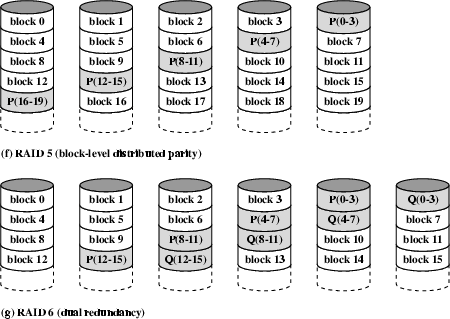 block 0 block 1 block 2 block 3 P(0-3)
block 4 block 5 block 6 P(4-7) block 7
block 8 block 9 P(8-11) block 10 block 11
block 12 P(12-15) block 13 block 14 block 15
P(16-19) block 16 block 17 block 18 block 19
(f) RAID 5 (block-level distributed parity)
block 0 block 1 block 2 block 3 P(0-3) Q(0-3)
block 4 block 5 block 6 P(4-7) Q(4-7) block 7
block 8 block 9 P(8-11) Q(8-11) block 10 block 11
block 12 P(12-15) Q(12-15) block 13 block 14 block 15
(g) RAID 6 (dual redundancy)